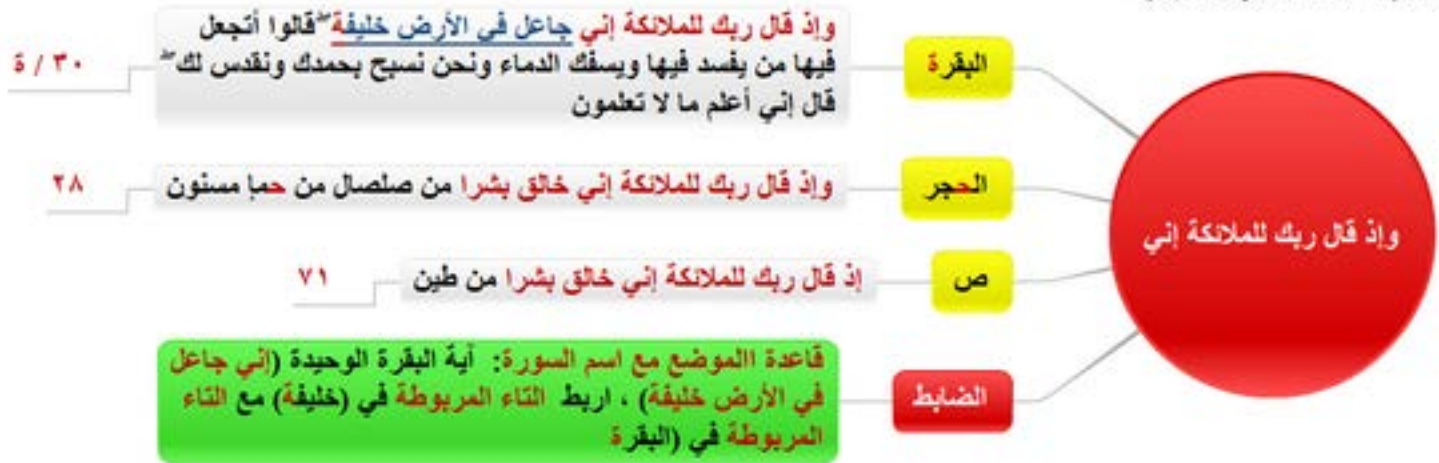 وإذ قال ربك للملائكة إني
البقرة
وإذ قال ربك للملائكة إني جاعل في الأرض خليفة ۖ قالوا أتجعل
فيها من يفسد فيها ويسفك الدماء ونحن نسبح بحمدك ونقدس لك ۖ
قال إني أعلم ما لا تعلمون
٣٠ / ة
الحجر
وإذ قال ربك للملائكة إني خالق بشرا من صلصال من حمإ مسنون
٢٨
ص
إذ قال ربك للملائكة إني خالق بشرا من طين
٧١
الضابط
قاعدة االموضع مع اسم السورة: آية البقرة الوحيدة (إني جاعل
في الأرض خليفة) ، اربط التاء المربوطة في (خليفة) مع التاء
المربوطة في (البقرة